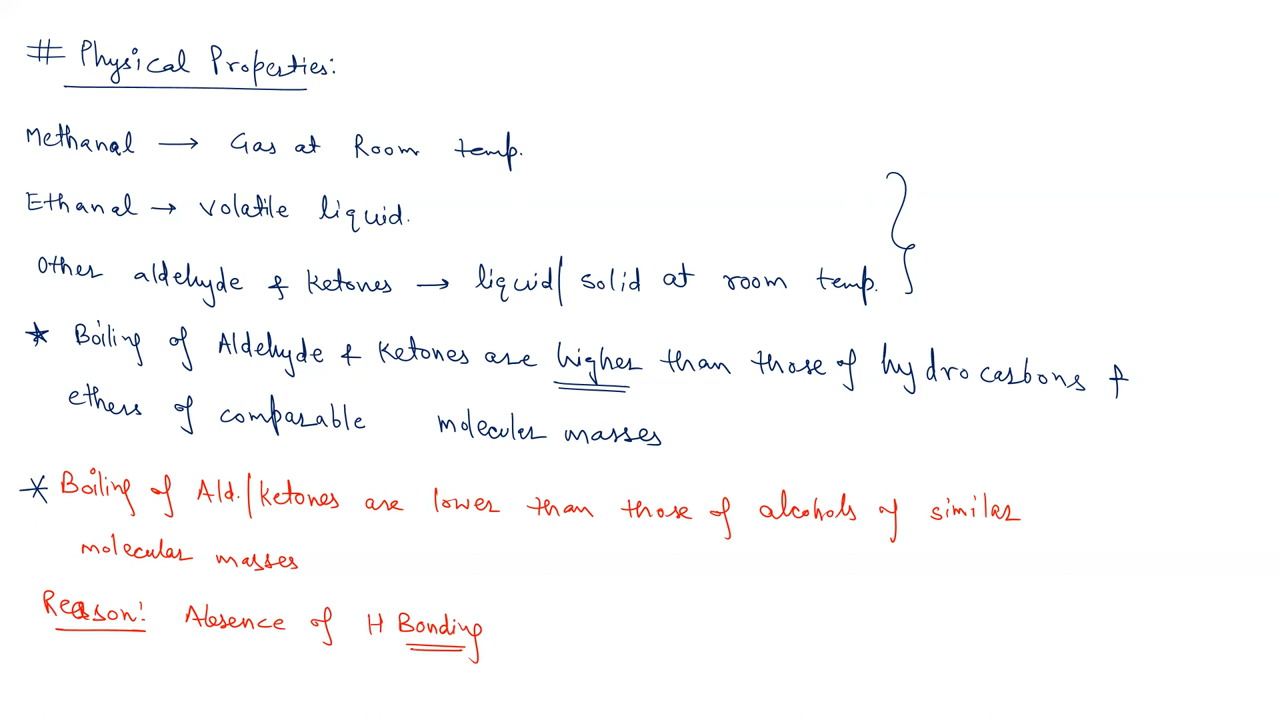 # Physical Properties:
Methanal → Gas at Room temp.
Ethanal → volatile liquid.
Other aldehyde & ketones → liquid/solid at room temp.
* Boiling of Aldehyde & ketones are higher than those of hydrocarbons &
ethers of comparable molecular masses
* Boiling of Ald./ketones are lower than those of alcohols of similar
molecular masses
Reason: Absence of H Bonding